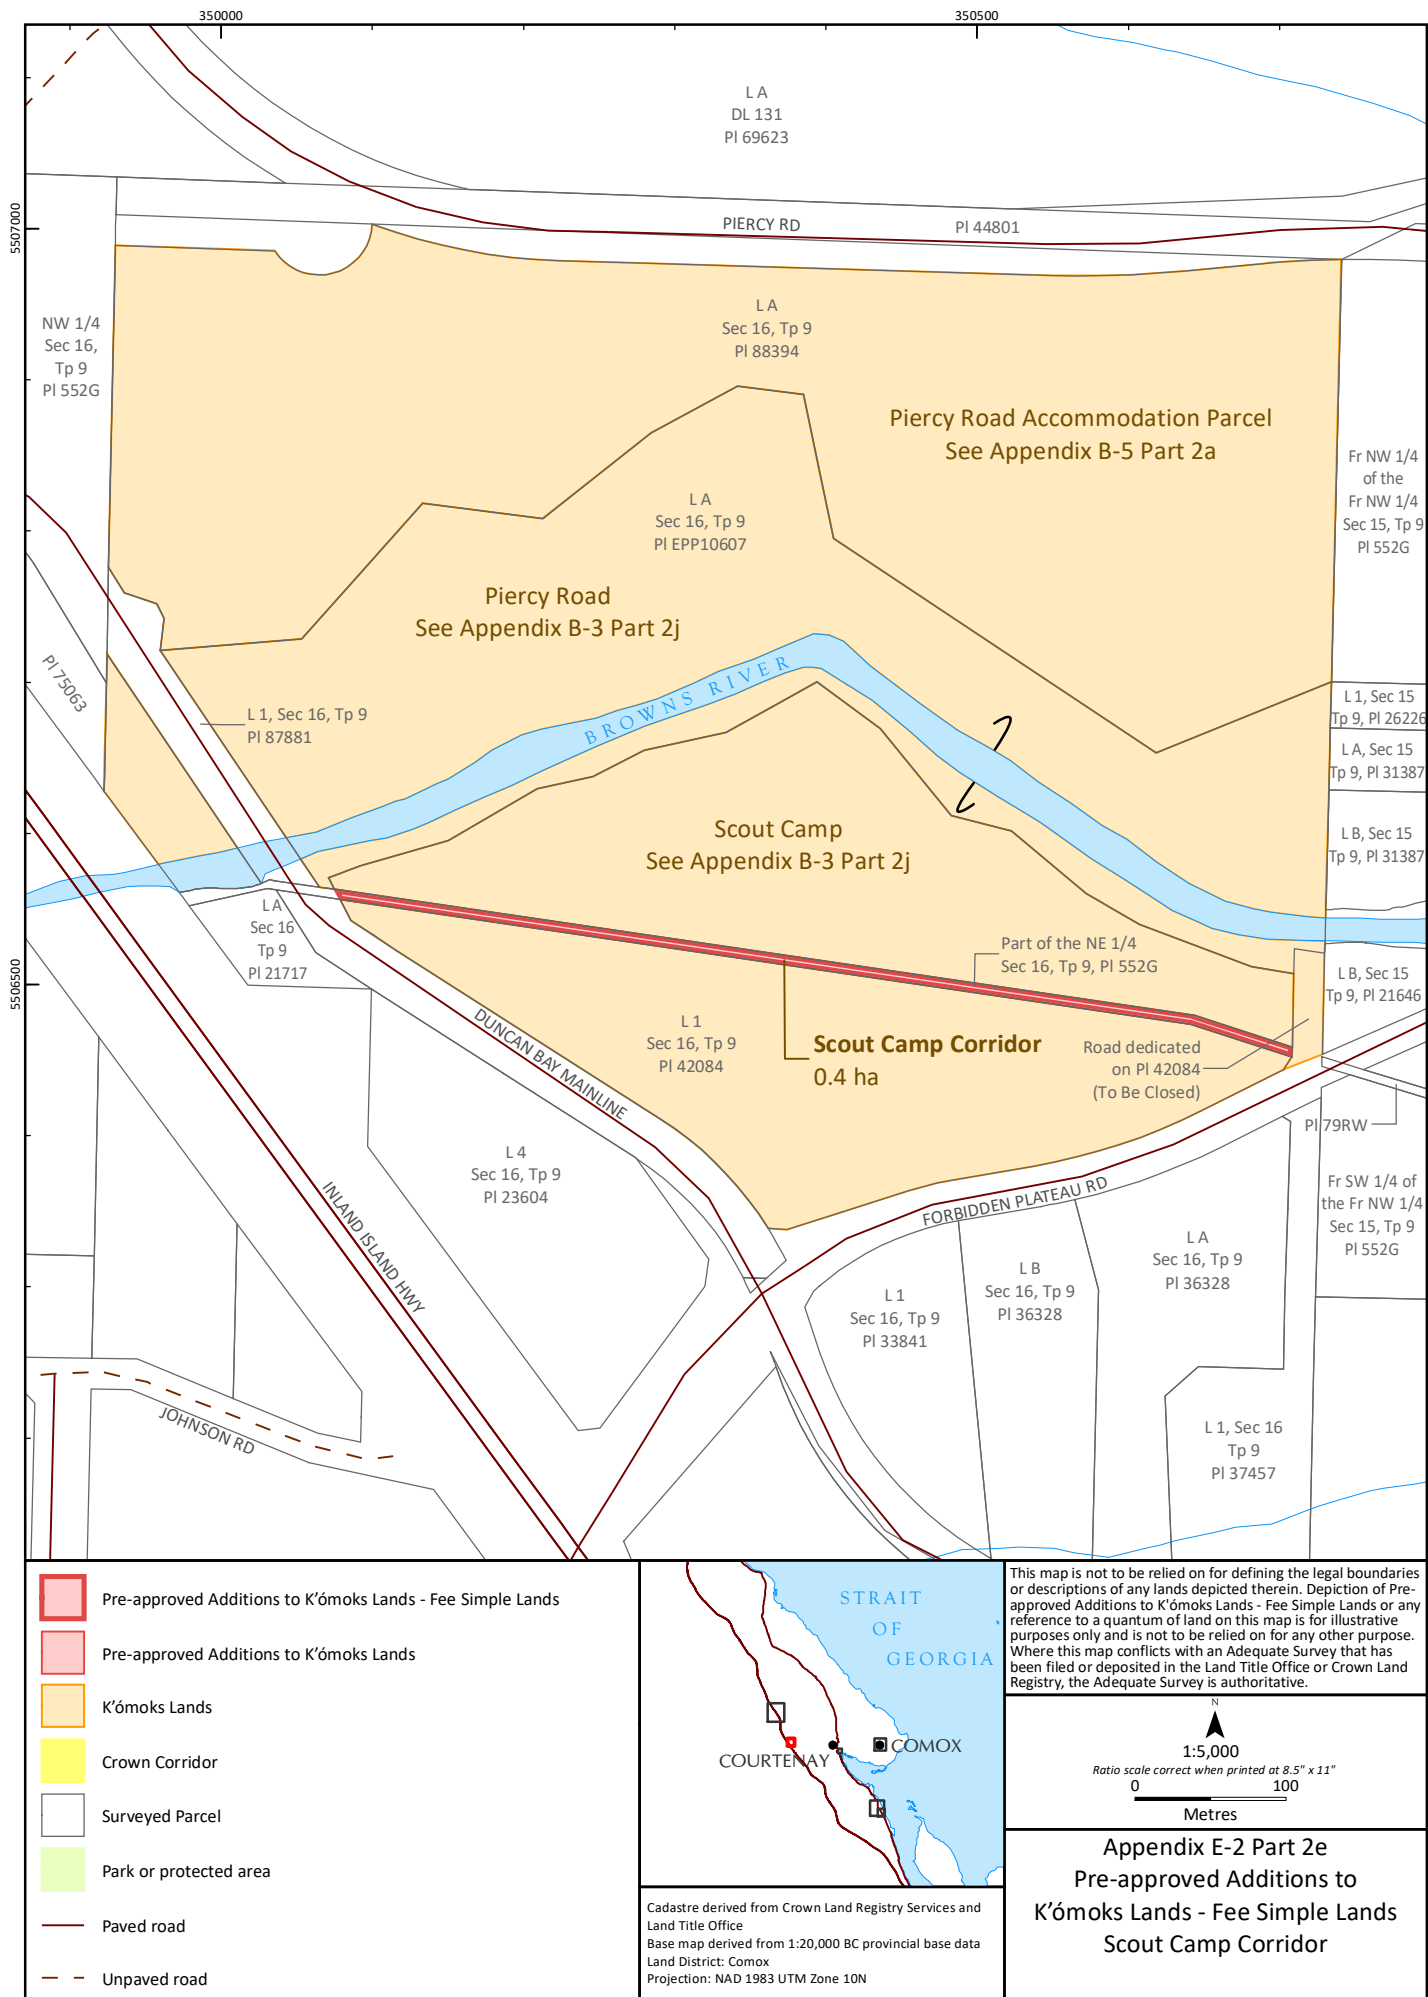 350000
350500
5507000
5506500
L A
DL 131
Pl 69623
PIERCY RD
Pl 44801
NW 1/4
Sec 16,
Tp 9
Pl 552G
L A
Sec 16, Tp 9
Pl 88394
Piercy Road Accommodation Parcel
See Appendix B-5 Part 2a
Fr NW 1/4
of the
Fr NW 1/4
Sec 15, Tp 9
Pl 552G
L A
Sec 16, Tp 9
Pl EPP10607
Piercy Road
See Appendix B-3 Part 2j
Pl 75063
L 1, Sec 16, Tp 9
Pl 87881
BROWNS RIVER
L 1, Sec 15
Tp 9, Pl 26226
L A, Sec 15
Tp 9, Pl 31387
L B, Sec 15
Tp 9, Pl 31387
Scout Camp
See Appendix B-3 Part 2j
L A
Sec 16
Tp 9
Pl 21717
Part of the NE 1/4
Sec 16, Tp 9, Pl 552G
L B, Sec 15
Tp 9, Pl 21646
L 1
Sec 16, Tp 9
Pl 42084
Scout Camp Corridor
0.4 ha
Road dedicated
on Pl 42084
(To Be Closed)
DUNCAN BAY MAINLINE
Pl 79RW
L 4
Sec 16, Tp 9
Pl 23604
INLAND ISLAND HWY
FORBIDDEN PLATEAU RD
Fr SW 1/4 of
the Fr NW 1/4
Sec 15, Tp 9
Pl 552G
L A
Sec 16, Tp 9
Pl 36328
L B
Sec 16, Tp 9
Pl 36328
L 1
Sec 16, Tp 9
Pl 33841
JOHNSON RD
L 1, Sec 16
Tp 9
Pl 37457
Pre-approved Additions to K'ómoks Lands - Fee Simple Lands
Pre-approved Additions to K'ómoks Lands
K'ómoks Lands
Crown Corridor
Surveyed Parcel
Park or protected area
Paved road
Unpaved road
STRAIT
OF
GEORGIA
COURTENAY
COMOX
Cadastre derived from Crown Land Registry Services and
Land Title Office
Base map derived from 1:20,000 BC provincial base data
Land District: Comox
Projection: NAD 1983 UTM Zone 10N
This map is not to be relied on for defining the legal boundaries
or descriptions of any lands depicted therein. Depiction of Pre-
approved Additions to K'ómoks Lands - Fee Simple Lands or any
reference to a quantum of land on this map is for illustrative
purposes only and is not to be relied on for any other purpose.
Where this map conflicts with an Adequate Survey that has
been filed or deposited in the Land Title Office or Crown Land
Registry, the Adequate Survey is authoritative.
N
1:5,000
Ratio scale correct when printed at 8.5" x 11"
0 100
Metres
Appendix E-2 Part 2e
Pre-approved Additions to
K'ómoks Lands - Fee Simple Lands
Scout Camp Corridor